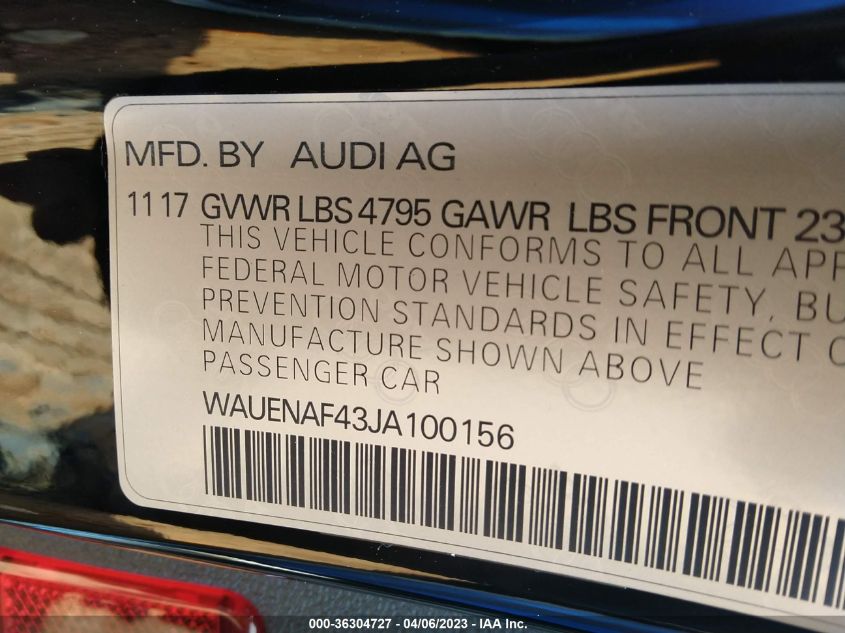 MFD. BY AUDI AG
11 17 GVWR LBS 4795 GAWR LBS FRONT 23
THIS VEHICLE CONFORMS TO ALL APP
FEDERAL MOTOR VEHICLE SAFETY, BU
PREVENTION STANDARDS IN EFFECT O
MANUFACTURE SHOWN ABOVE
PASSENGER CAR
WAUENAF43JA100156
000-36304727 - 04/06/2023 - IAA Inc.